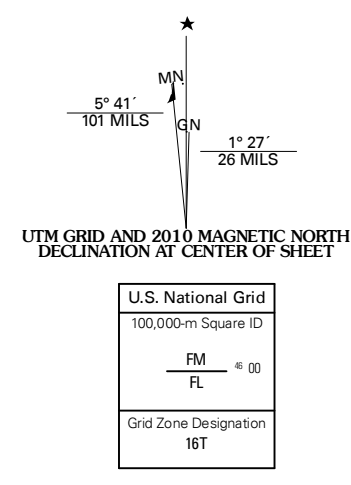 MN
GN
5° 41´
101 MILS
1° 27´
26 MILS
UTM GRID AND 2010 MAGNETIC NORTH
DECLINATION AT CENTER OF SHEET
U.S. National Grid
100,000-m Square ID
FM
46 00
FL
Grid Zone Designation
16T